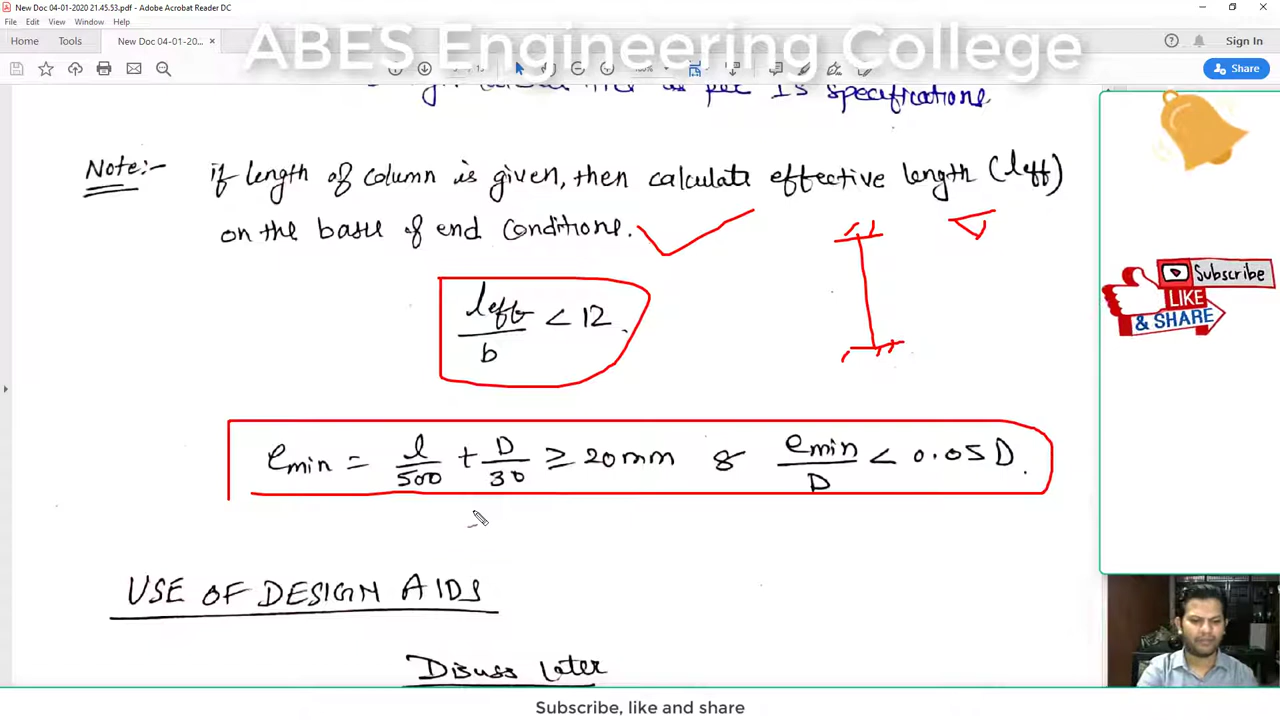 New Doc 04-01-2020 21.45.53.pdf - Adobe Acrobat Reader DC
File Edit View Window Help
Home Tools New Doc 04-01-20... × Sign In
ABES Engineering College
Share
as per IS specifications.
Note:- if length of column is given, then calculate effective length (leff)
on the basis of end conditions.
leff/b < 12.
emin = l/500 + D/30 ≥ 20mm & emin/D < 0.05 D.
USE OF DESIGN AIDS
Disuss later
Subscribe
LIKE
& SHARE
Subscribe, like and share